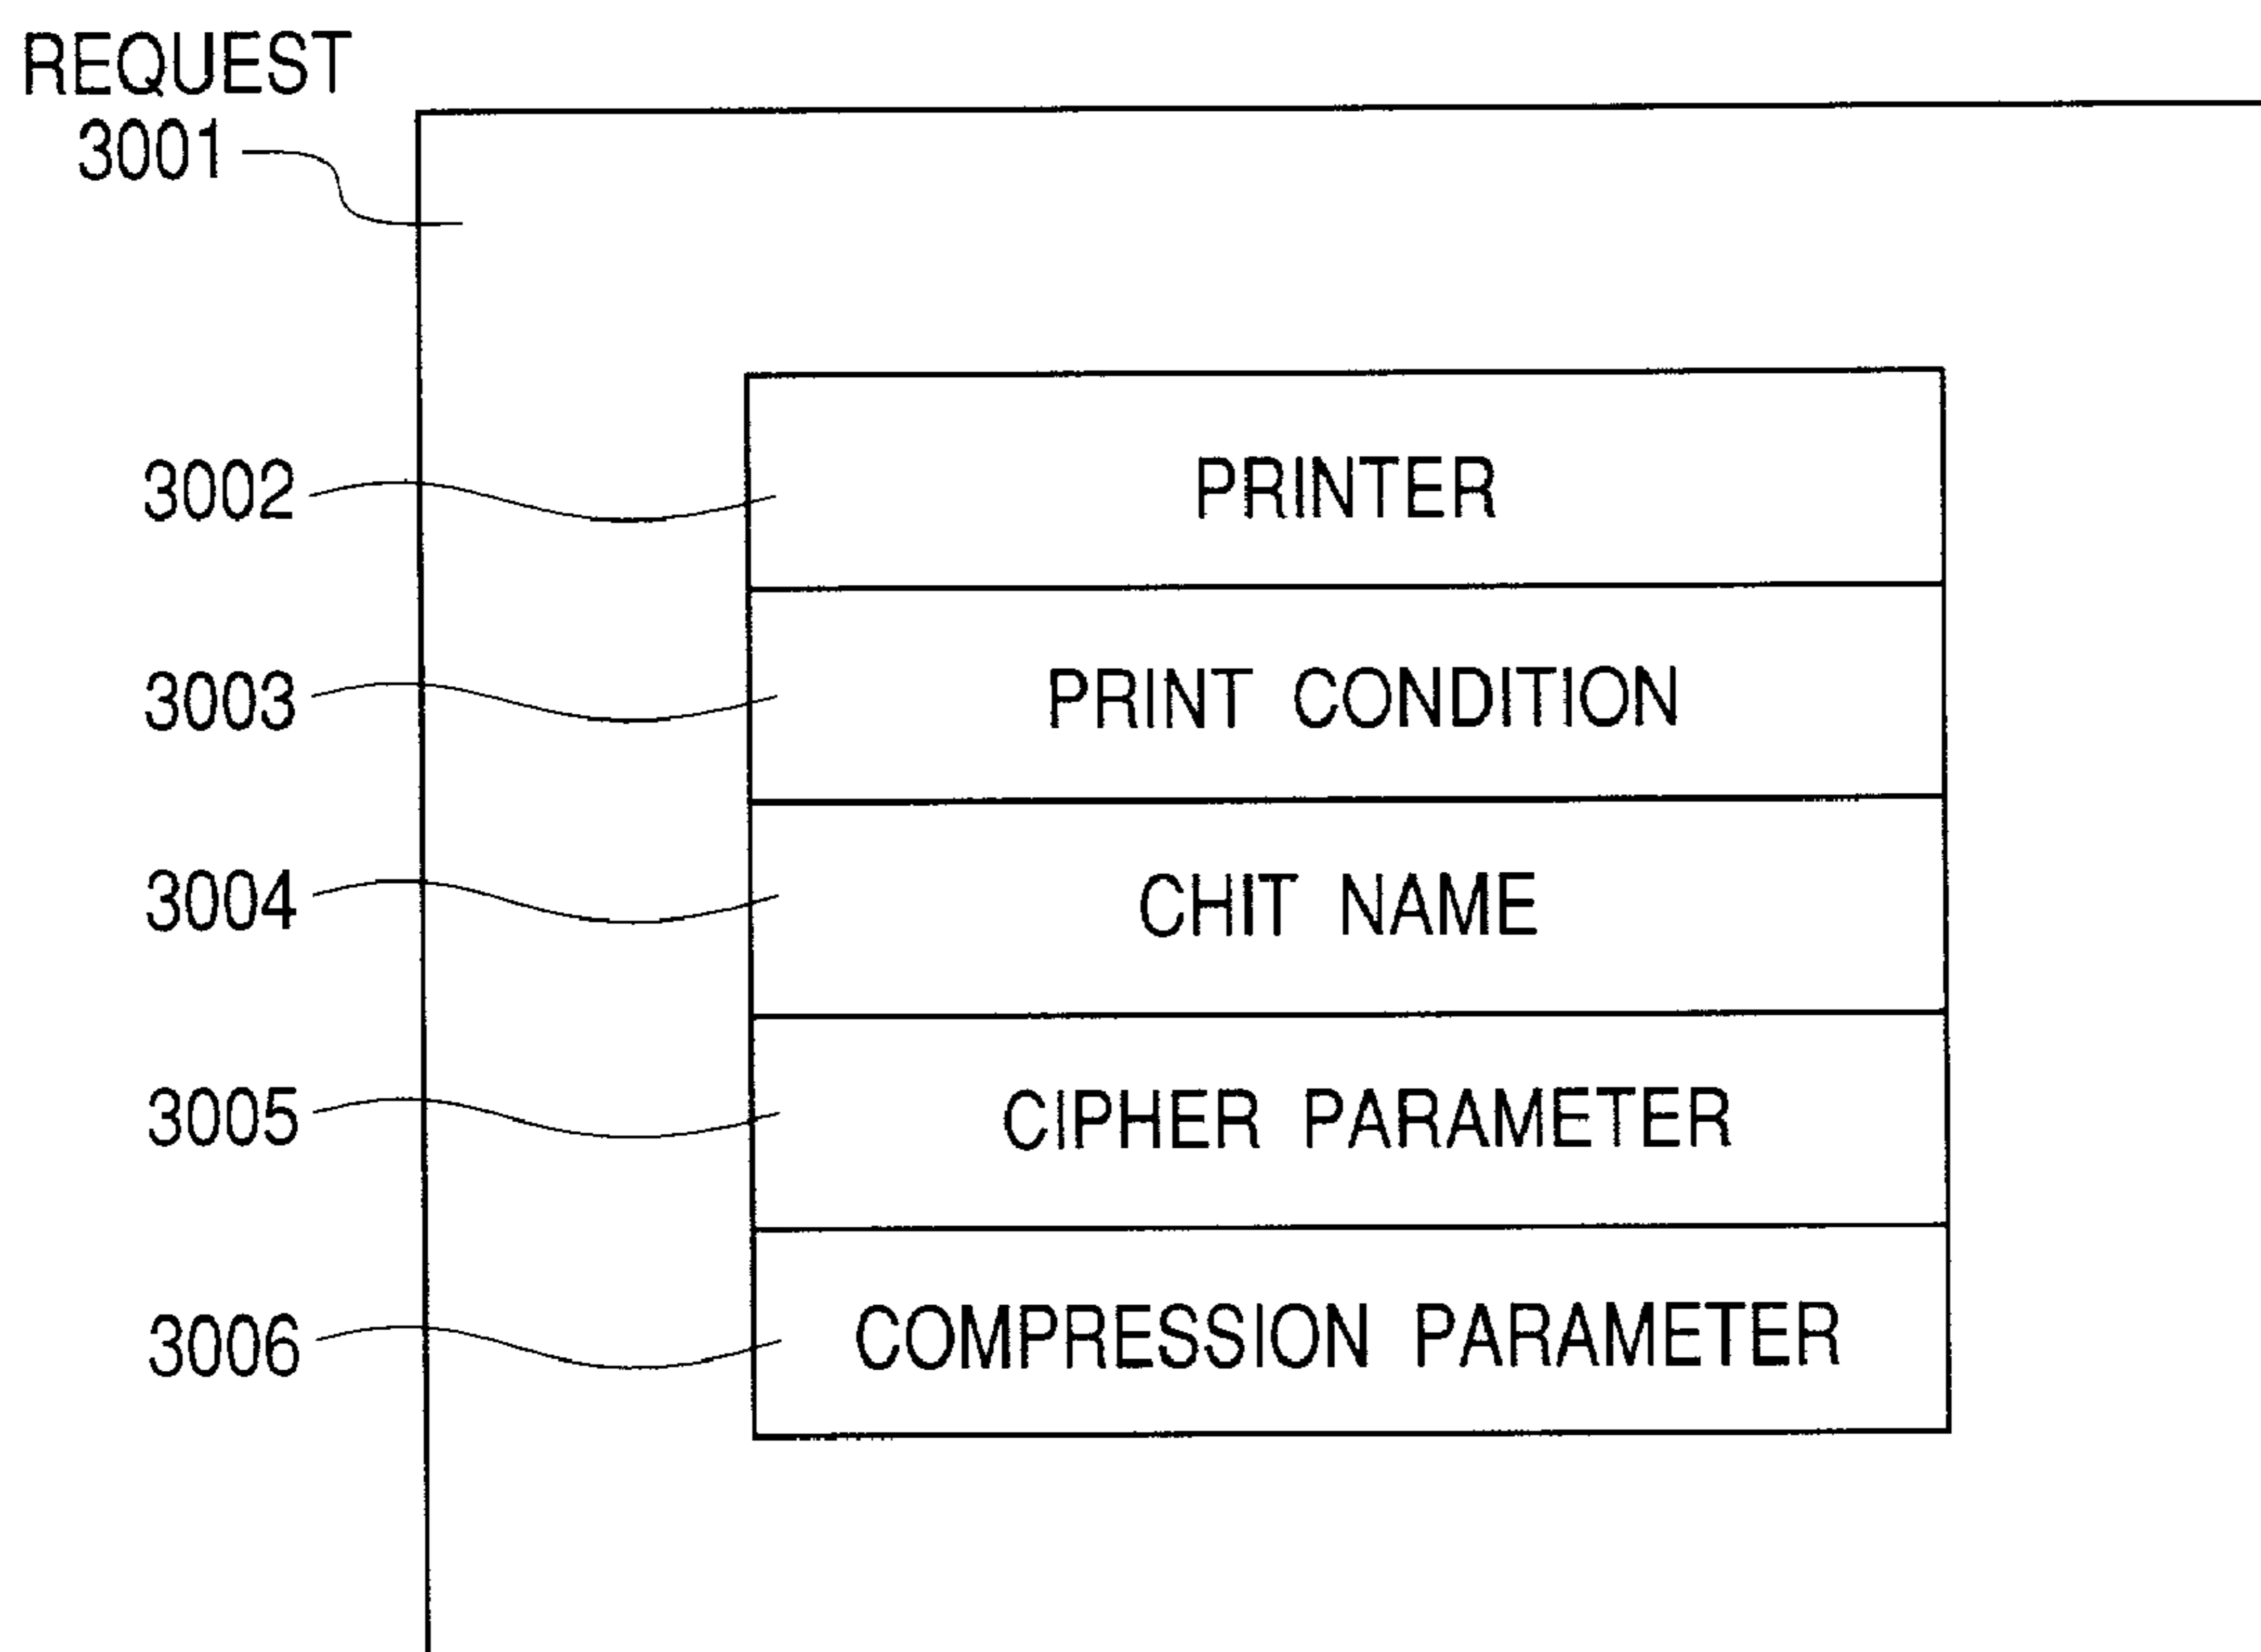 REQUEST
3001
3002 PRINTER
3003 PRINT CONDITION
3004 CHIT NAME
3005 CIPHER PARAMETER
3006 COMPRESSION PARAMETER